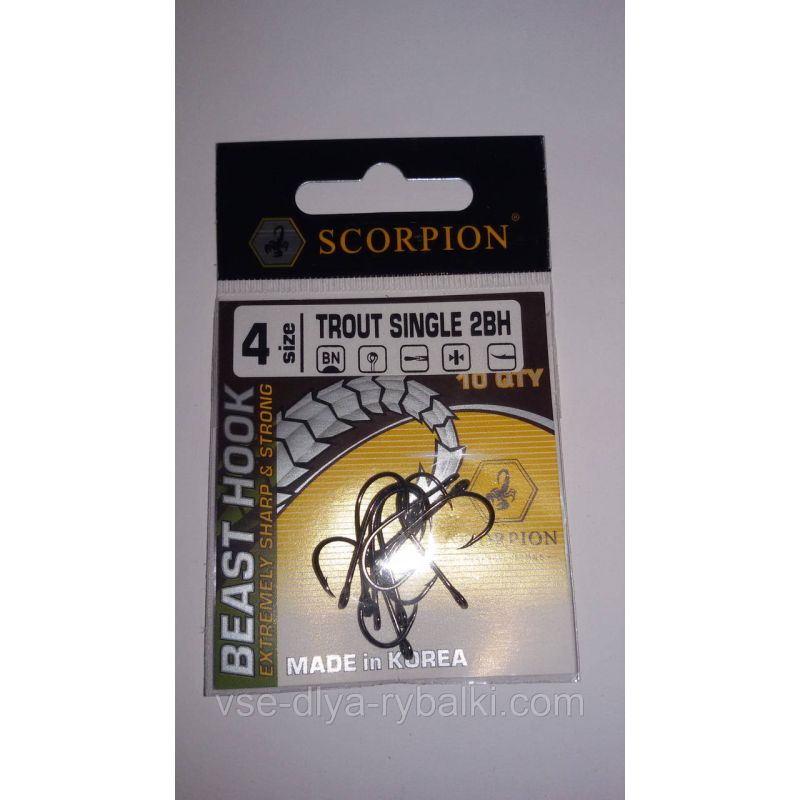 SCORPION®
4 size
TROUT SINGLE 2BH
BN
10 QTY
BEAST HOOK
EXTREMELY SHARP & STRONG
ORPION
MADE in KOREA
vse-dlya-rybalki.com